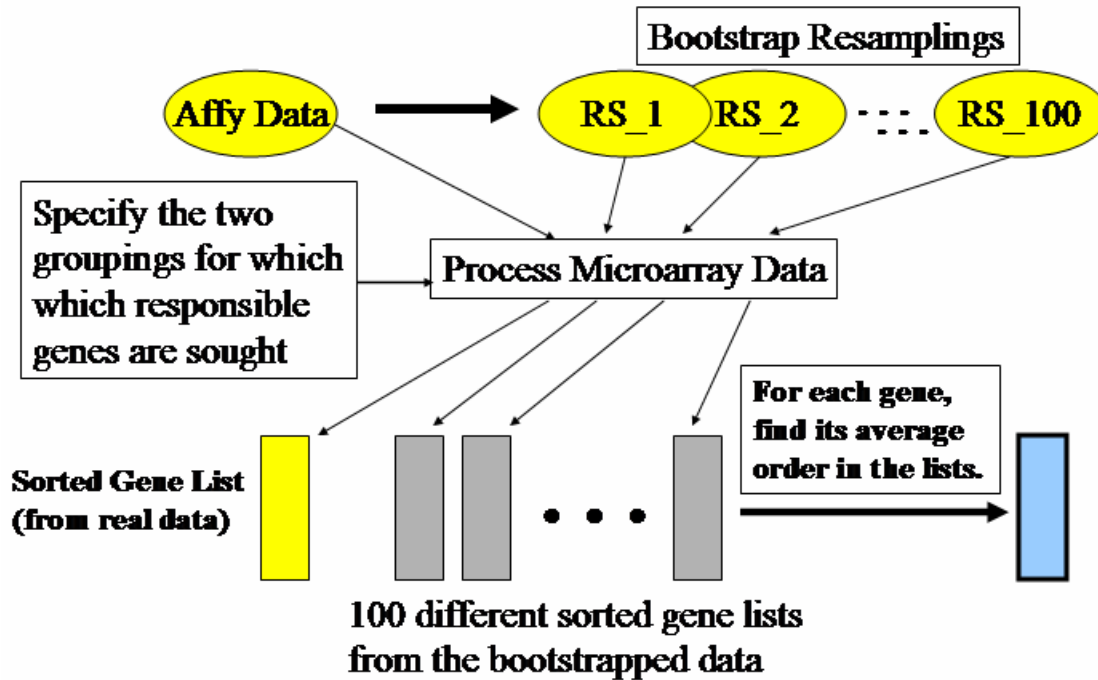 Bootstrap Resamplings
Affy Data
RS_1
RS_2
RS_100
Specify the two
groupings for which
which responsible
genes are sought
Process Microarray Data
For each gene,
find its average
order in the lists.
Sorted Gene List
(from real data)
100 different sorted gene lists
from the bootstrapped data